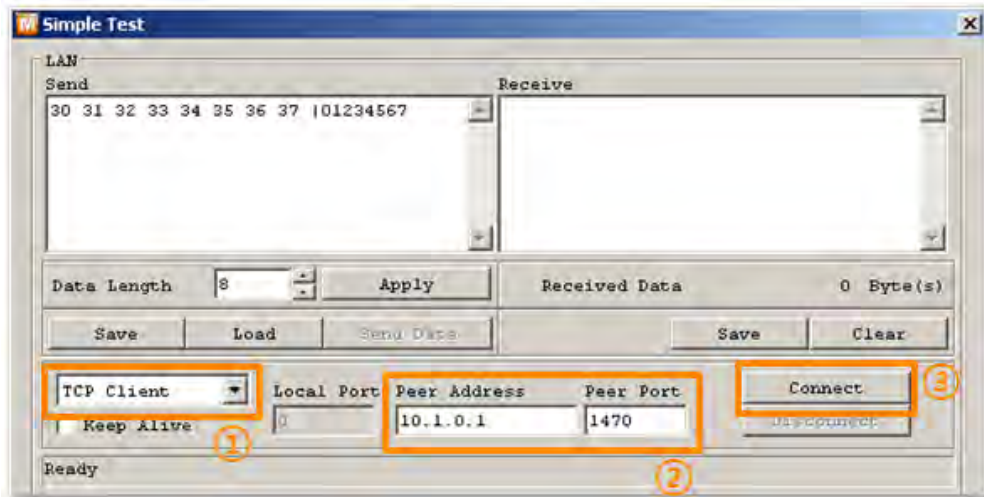 Simple Test
LAN
Send
Receive
30 31 32 33 34 35 36 37 |01234567
Data Length 8 Apply
Received Data 0 Byte(s)
Save Load Send Data
Save Clear
TCP Client Local Port Peer Address Peer Port Connect
③
Keep Alive 0 10.1.0.1 1470 Disconnect
① ②
Ready